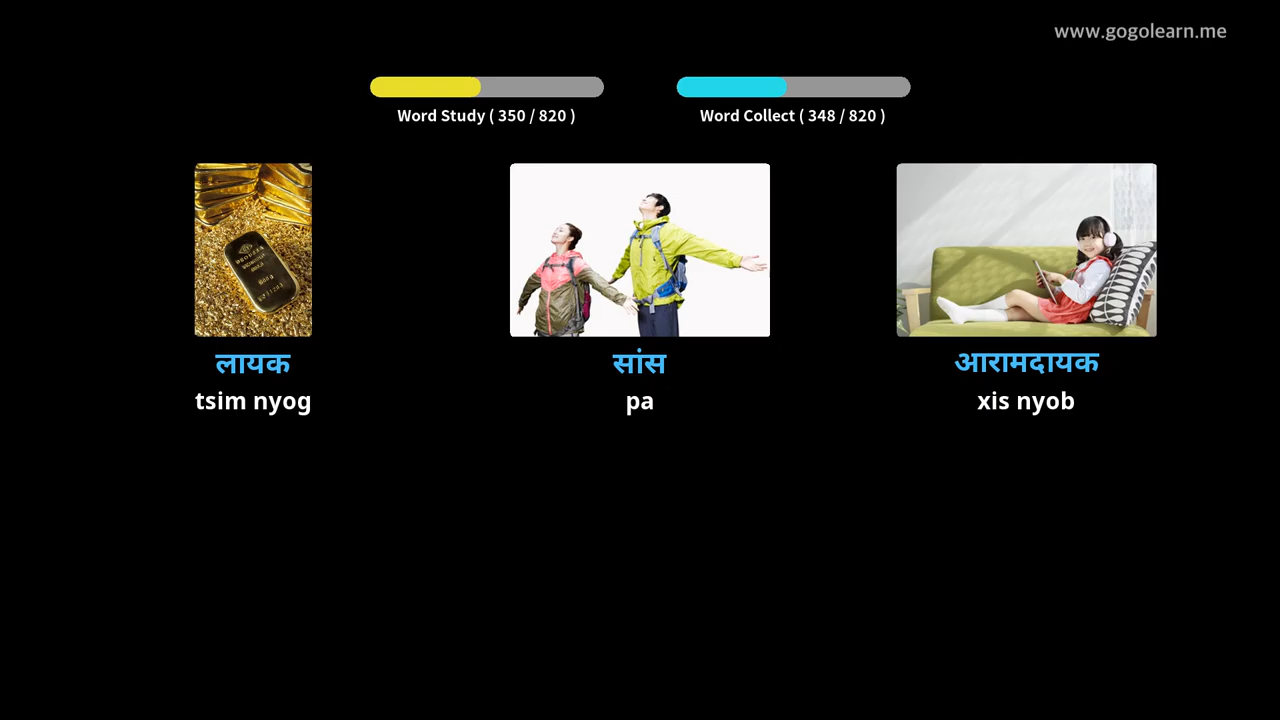 www.gogolearn.me
Word Study ( 350 / 820 )
Word Collect ( 348 / 820 )
लायक
सांस
आरामदायक
tsim nyog
pa
xis nyob